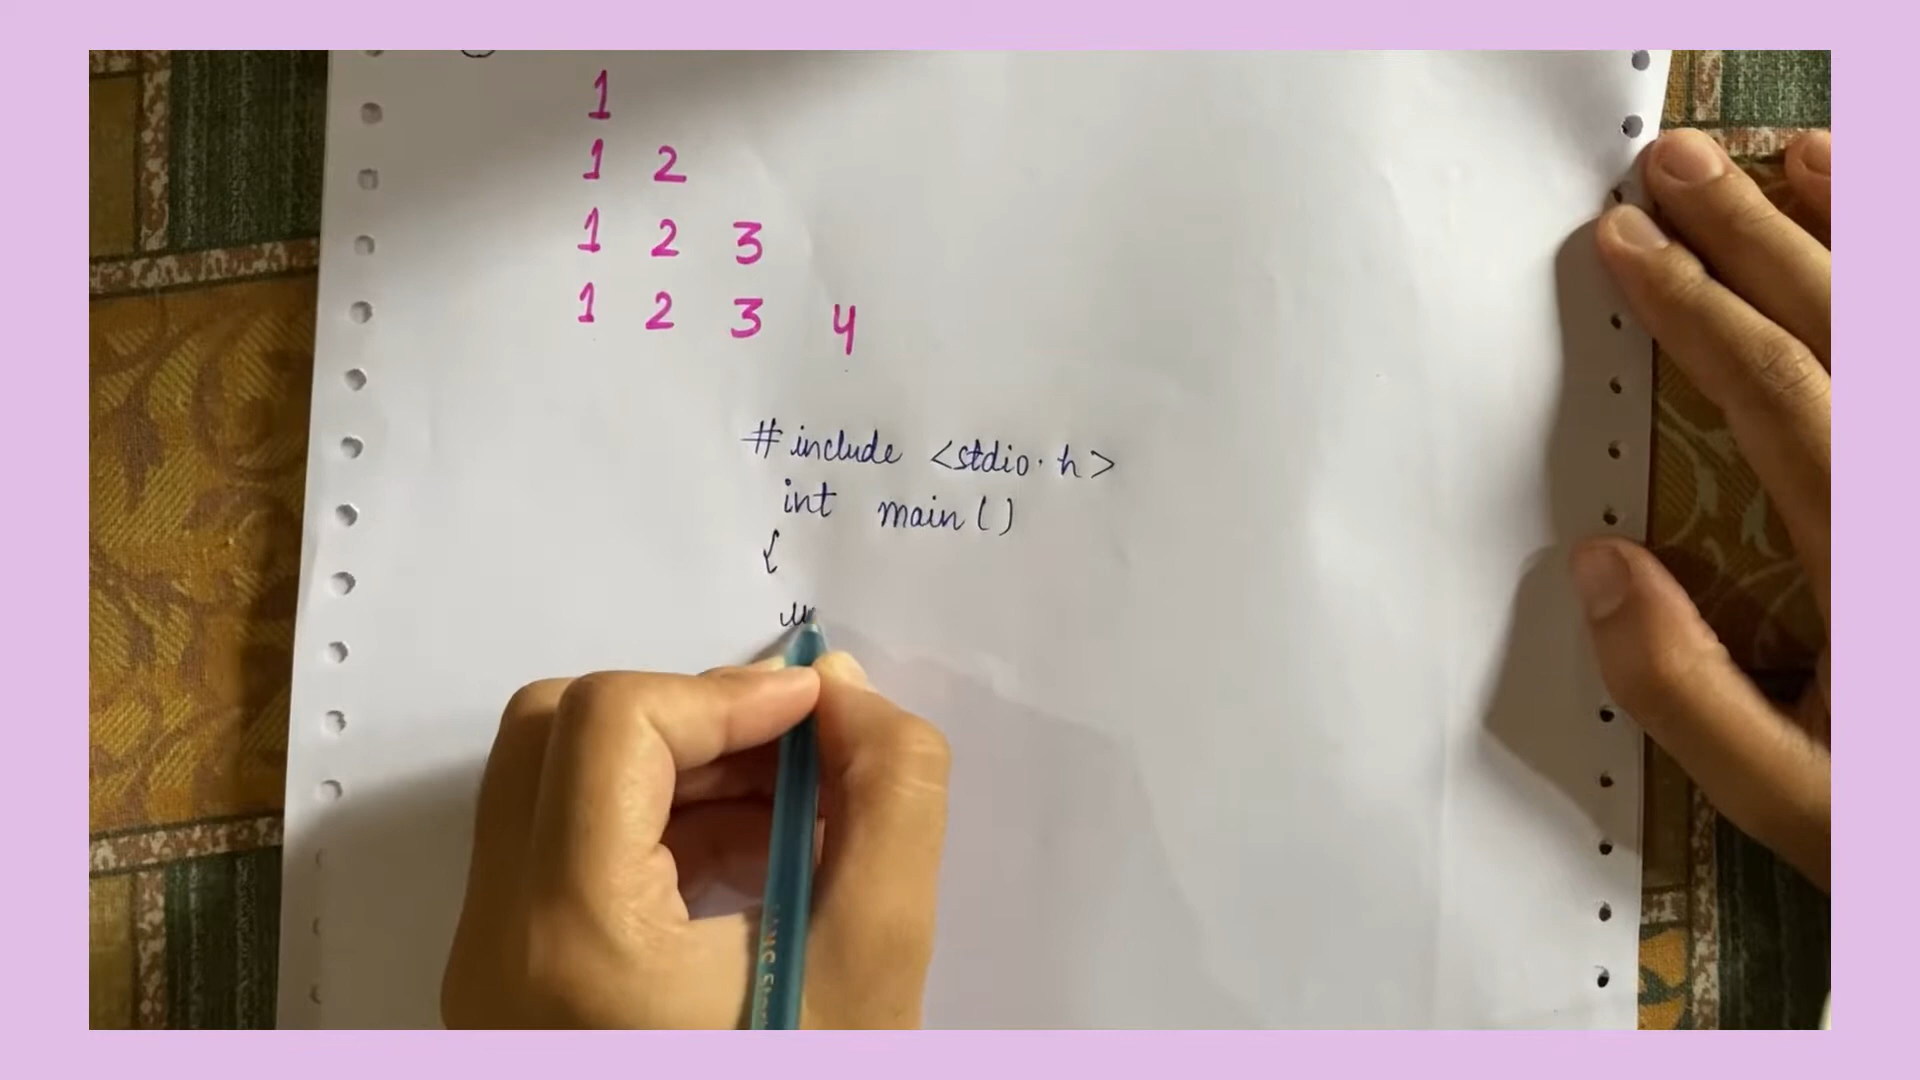 1
1 2
1 2 3
1 2 3 4
#include <stdio.h>
int main()
{